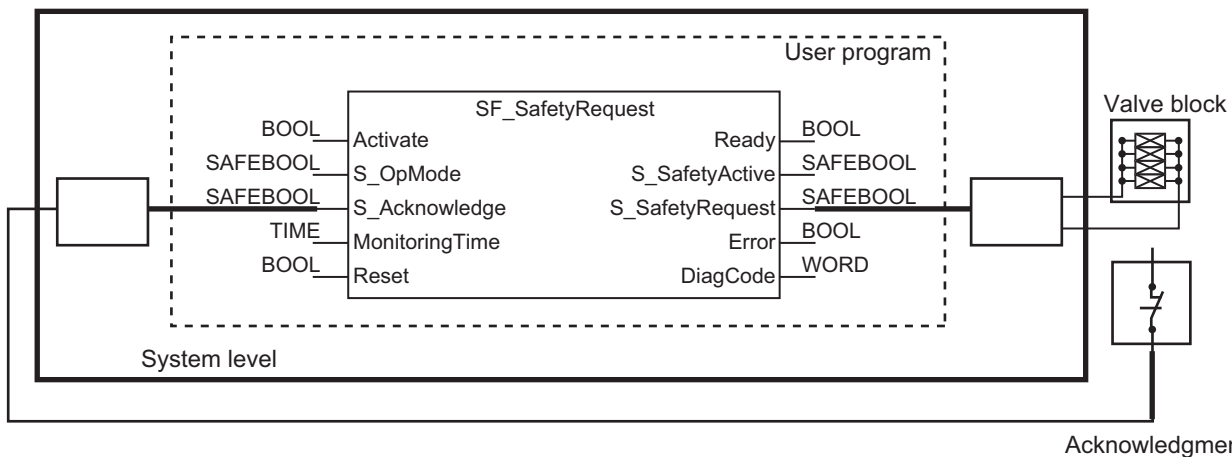 User program
SF_SafetyRequest
Valve block
BOOL Activate Ready BOOL
SAFEBOOL S_OpMode S_SafetyActive SAFEBOOL
SAFEBOOL S_Acknowledge S_SafetyRequest SAFEBOOL
TIME MonitoringTime Error BOOL
BOOL Reset DiagCode WORD
System level
Acknowledgmer